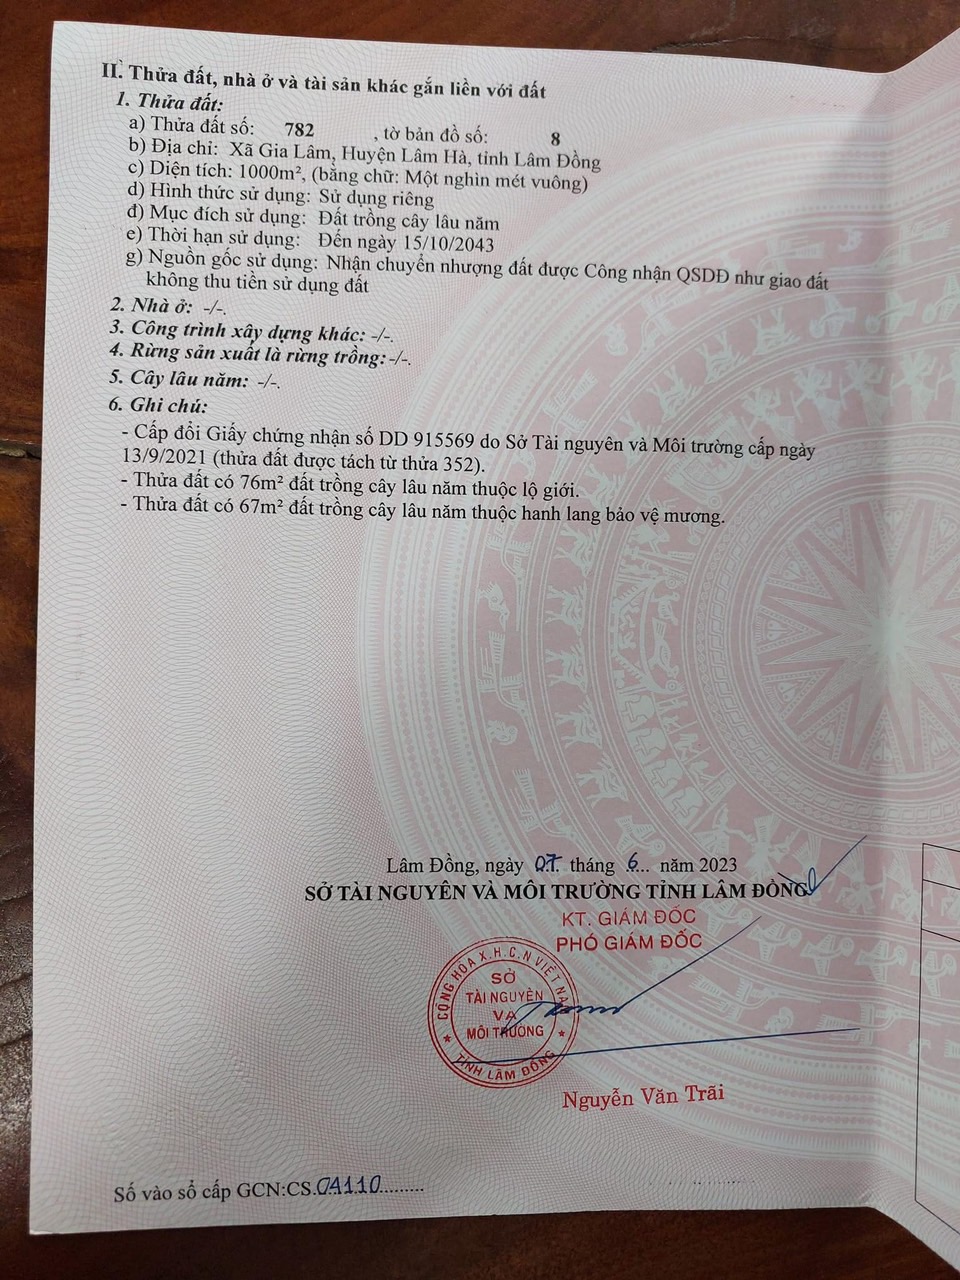 II. Thửa đất, nhà ở và tài sản khác gắn liền với đất
1. Thửa đất:
a) Thửa đất số: 782 , tờ bản đồ số: 8
b) Địa chỉ: Xã Gia Lâm, Huyện Lâm Hà, tỉnh Lâm Đồng
c) Diện tích: 1000m², (bằng chữ: Một nghìn mét vuông)
d) Hình thức sử dụng: Sử dụng riêng
đ) Mục đích sử dụng: Đất trồng cây lâu năm
e) Thời hạn sử dụng: Đến ngày 15/10/2043
g) Nguồn gốc sử dụng: Nhận chuyển nhượng đất được Công nhận QSDĐ như giao đất
không thu tiền sử dụng đất
2. Nhà ở: -/-.
3. Công trình xây dựng khác: -/-.
4. Rừng sản xuất là rừng trồng: -/-.
5. Cây lâu năm: -/-.
6. Ghi chú:
- Cấp đổi Giấy chứng nhận số DD 915569 do Sở Tài nguyên và Môi trường cấp ngày
13/9/2021 (thửa đất được tách từ thửa 352).
- Thửa đất có 76m² đất trồng cây lâu năm thuộc lộ giới.
- Thửa đất có 67m² đất trồng cây lâu năm thuộc hanh lang bảo vệ mương.
Lâm Đồng, ngày 07 tháng 6 năm 2023
SỞ TÀI NGUYÊN VÀ MÔI TRƯỜNG TỈNH LÂM ĐỒNG
KT. GIÁM ĐỐC
PHÓ GIÁM ĐỐC
CỘNG HÒA X.H.C.N VIỆT NAM
SỞ
TÀI NGUYÊN
VÀ
MÔI TRƯỜNG
TỈNH LÂM ĐỒNG
Nguyễn Văn Trãi
Số vào sổ cấp GCN:CS.04110